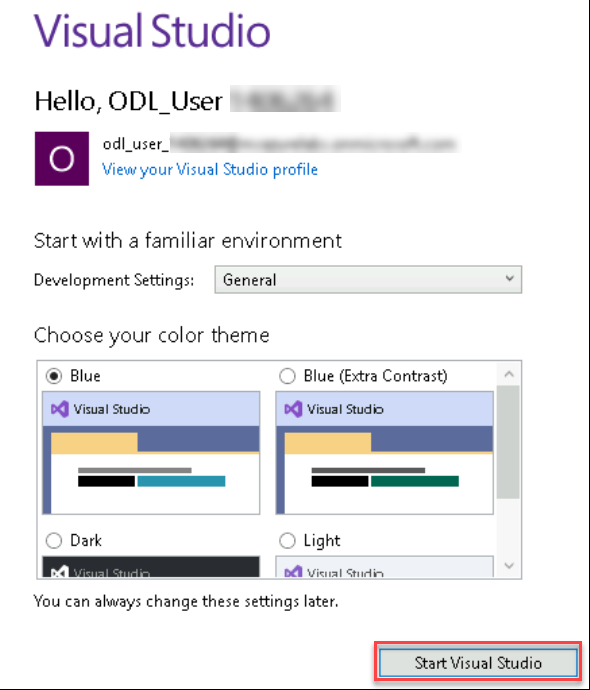 Visual Studio
Hello, ODL_User
O
odl_user_
View your Visual Studio profile
Start with a familiar environment
Development Settings: General
Choose your color theme
Blue
Blue (Extra Contrast)
Visual Studio
Visual Studio
Dark
Light
Visual Studio
Visual Studio
You can always change these settings later.
Start Visual Studio